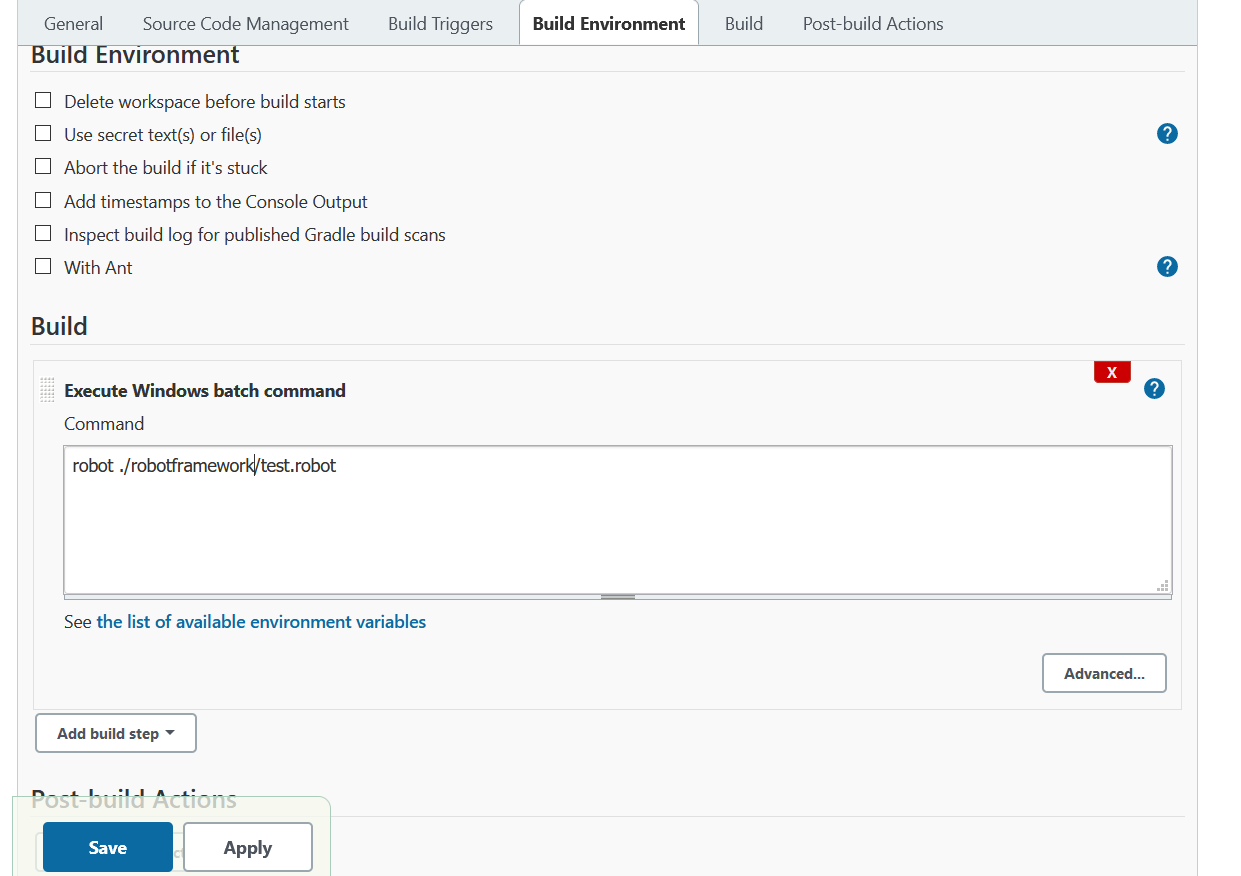 General Source Code Management Build Triggers Build Environment Build Post-build Actions
Build Environment
Delete workspace before build starts
Use secret text(s) or file(s)
?
Abort the build if it's stuck
Add timestamps to the Console Output
Inspect build log for published Gradle build scans
With Ant
?
Build
X
Execute Windows batch command
?
Command
robot ./robotframework/test.robot
See the list of available environment variables
Advanced...
Add build step
Post-build Actions
Save Apply